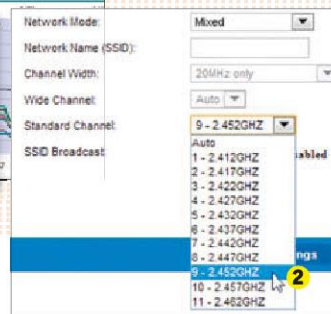 Network Mode: Mixed
Network Name (SSID):
Channel Width: 20MHz only
Wide Channel: Auto
Standard Channel: 9 - 2.452GHZ
SSID Broadcast: abled
Auto
1 - 2.412GHZ
2 - 2.417GHZ
3 - 2.422GHZ
4 - 2.427GHZ
5 - 2.432GHZ
6 - 2.437GHZ
7 - 2.442GHZ
8 - 2.447GHZ
9 - 2.452GHZ
10 - 2.457GHZ
11 - 2.462GHZ
ngs
2